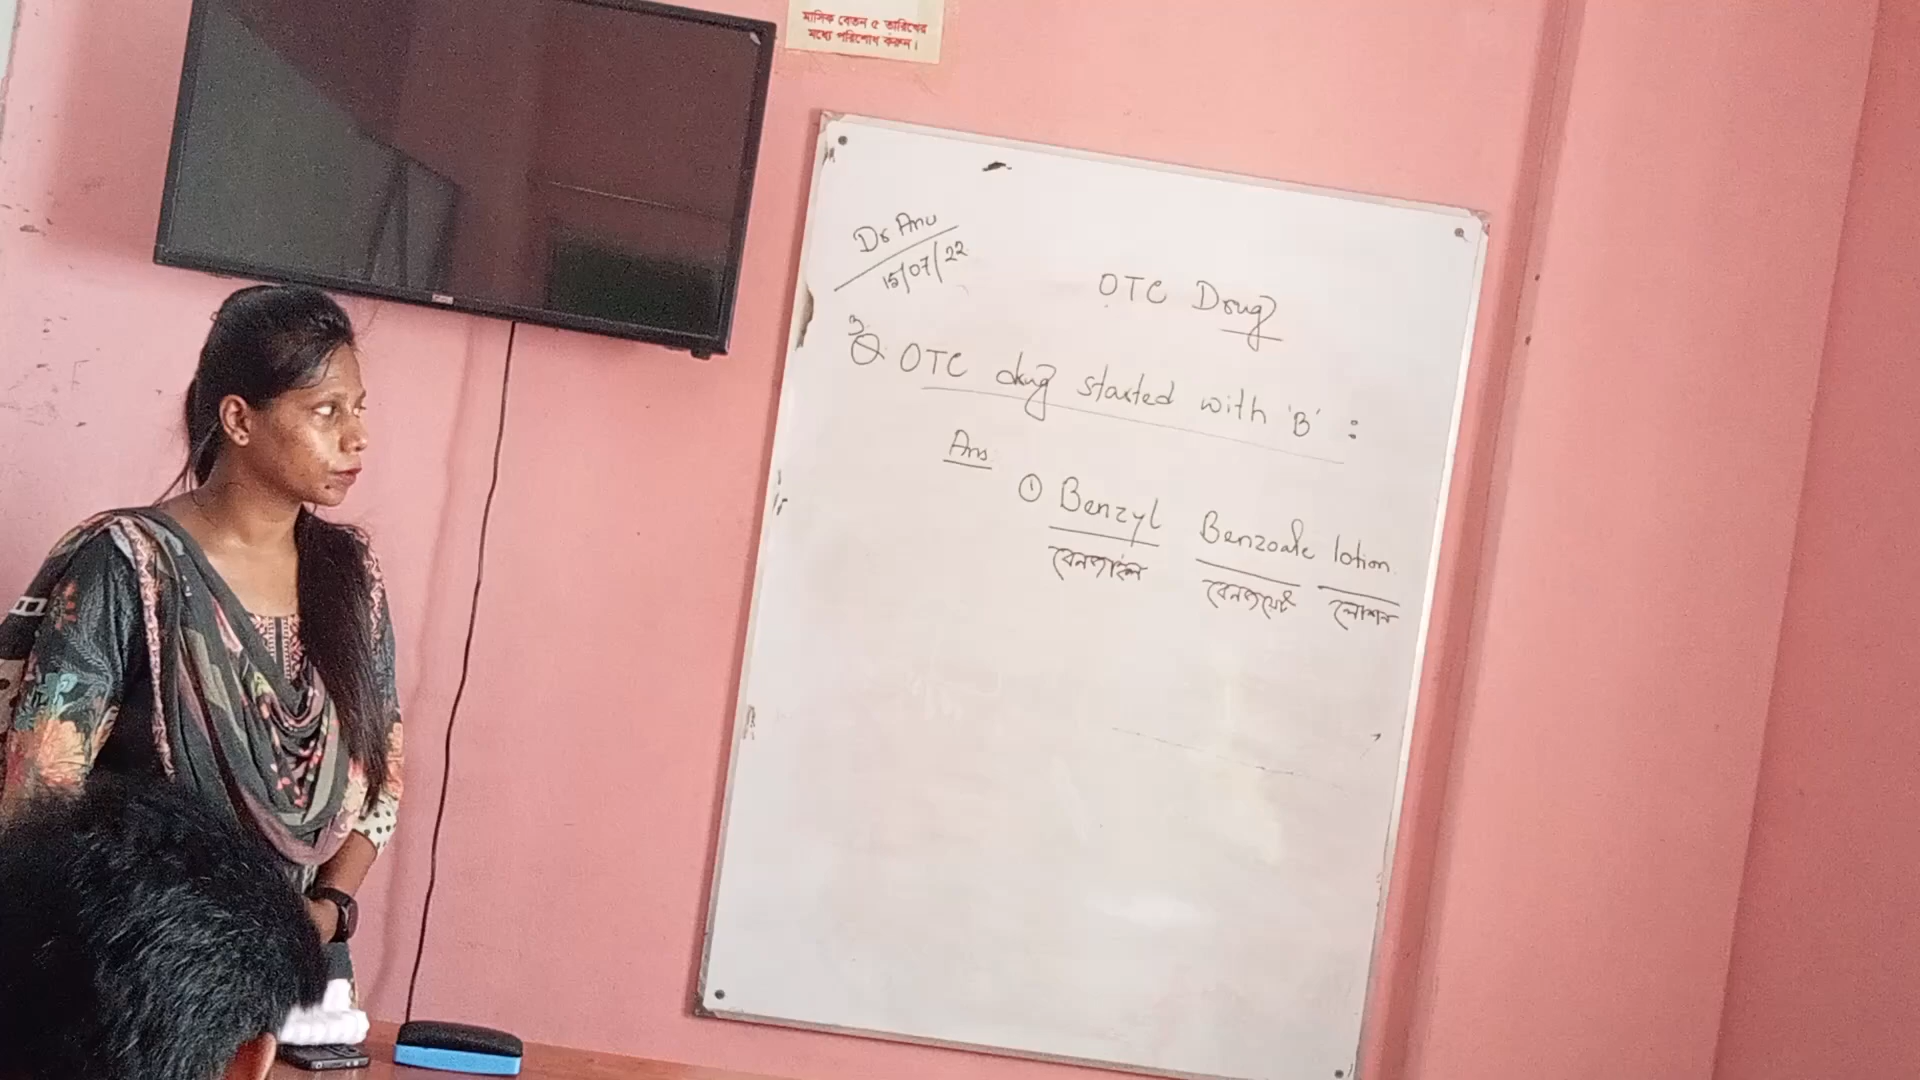 মাসিক বেতন ৫ তারিখের
মধ্যে পরিশোধ করুন।
Dr Anu
15/07/22
OTC Drug
OTC drug started with 'B' :
Ans
① Benzyl Benzoate lotion.
বেনজাইল বেনজয়েট লোশন